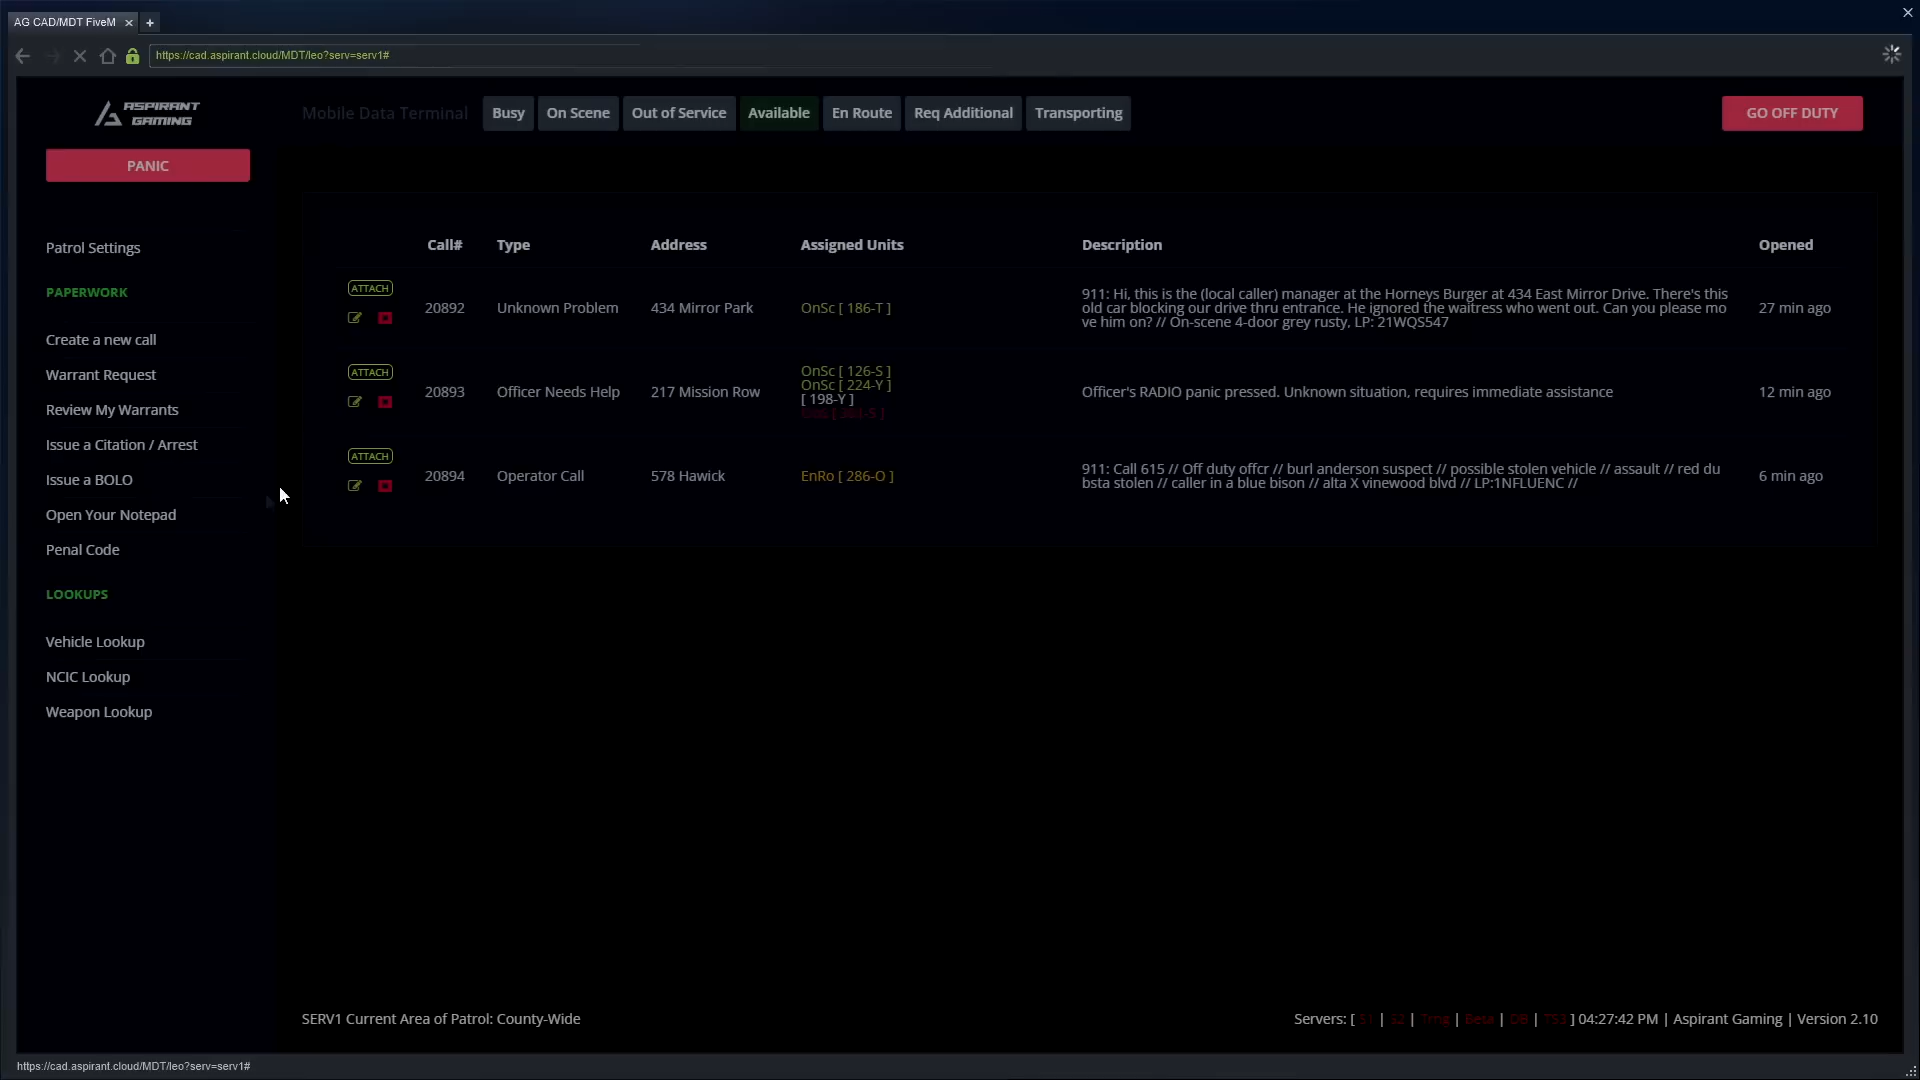 AG CAD/MDT FiveM
https://cad.aspirant.cloud/MDT/leo?serv=serv1#
ASPIRANT
GAMING
Mobile Data Terminal
Busy
On Scene
Out of Service
Available
En Route
Req Additional
Transporting
GO OFF DUTY
PANIC
Patrol Settings
PAPERWORK
Create a new call
Warrant Request
Review My Warrants
Issue a Citation / Arrest
Issue a BOLO
Open Your Notepad
Penal Code
LOOKUPS
Vehicle Lookup
NCIC Lookup
Weapon Lookup
Call# Type Address Assigned Units Description Opened
ATTACH
20892 Unknown Problem 434 Mirror Park OnSc [ 186-T ]
911: Hi, this is the (local caller) manager at the Horneys Burger at 434 East Mirror Drive. There's this
old car blocking our drive thru entrance. He ignored the waitress who went out. Can you please mo
ve him on? // On-scene 4-door grey rusty, LP: 21WQS547
27 min ago
ATTACH
20893 Officer Needs Help 217 Mission Row
OnSc [ 126-S ]
OnSc [ 224-Y ]
[ 198-Y ]
Officer's RADIO panic pressed. Unknown situation, requires immediate assistance
12 min ago
ATTACH
20894 Operator Call 578 Hawick EnRo [ 286-O ]
911: Call 615 // Off duty offcr // burl anderson suspect // possible stolen vehicle // assault // red du
bsta stolen // caller in a blue bison // alta X vinewood blvd // LP:1NFLUENC //
6 min ago
SERV1 Current Area of Patrol: County-Wide
Servers: [ S1 | S2 | Trng | Beta | DB | TS3 ] 04:27:42 PM | Aspirant Gaming | Version 2.10
https://cad.aspirant.cloud/MDT/leo?serv=serv1#